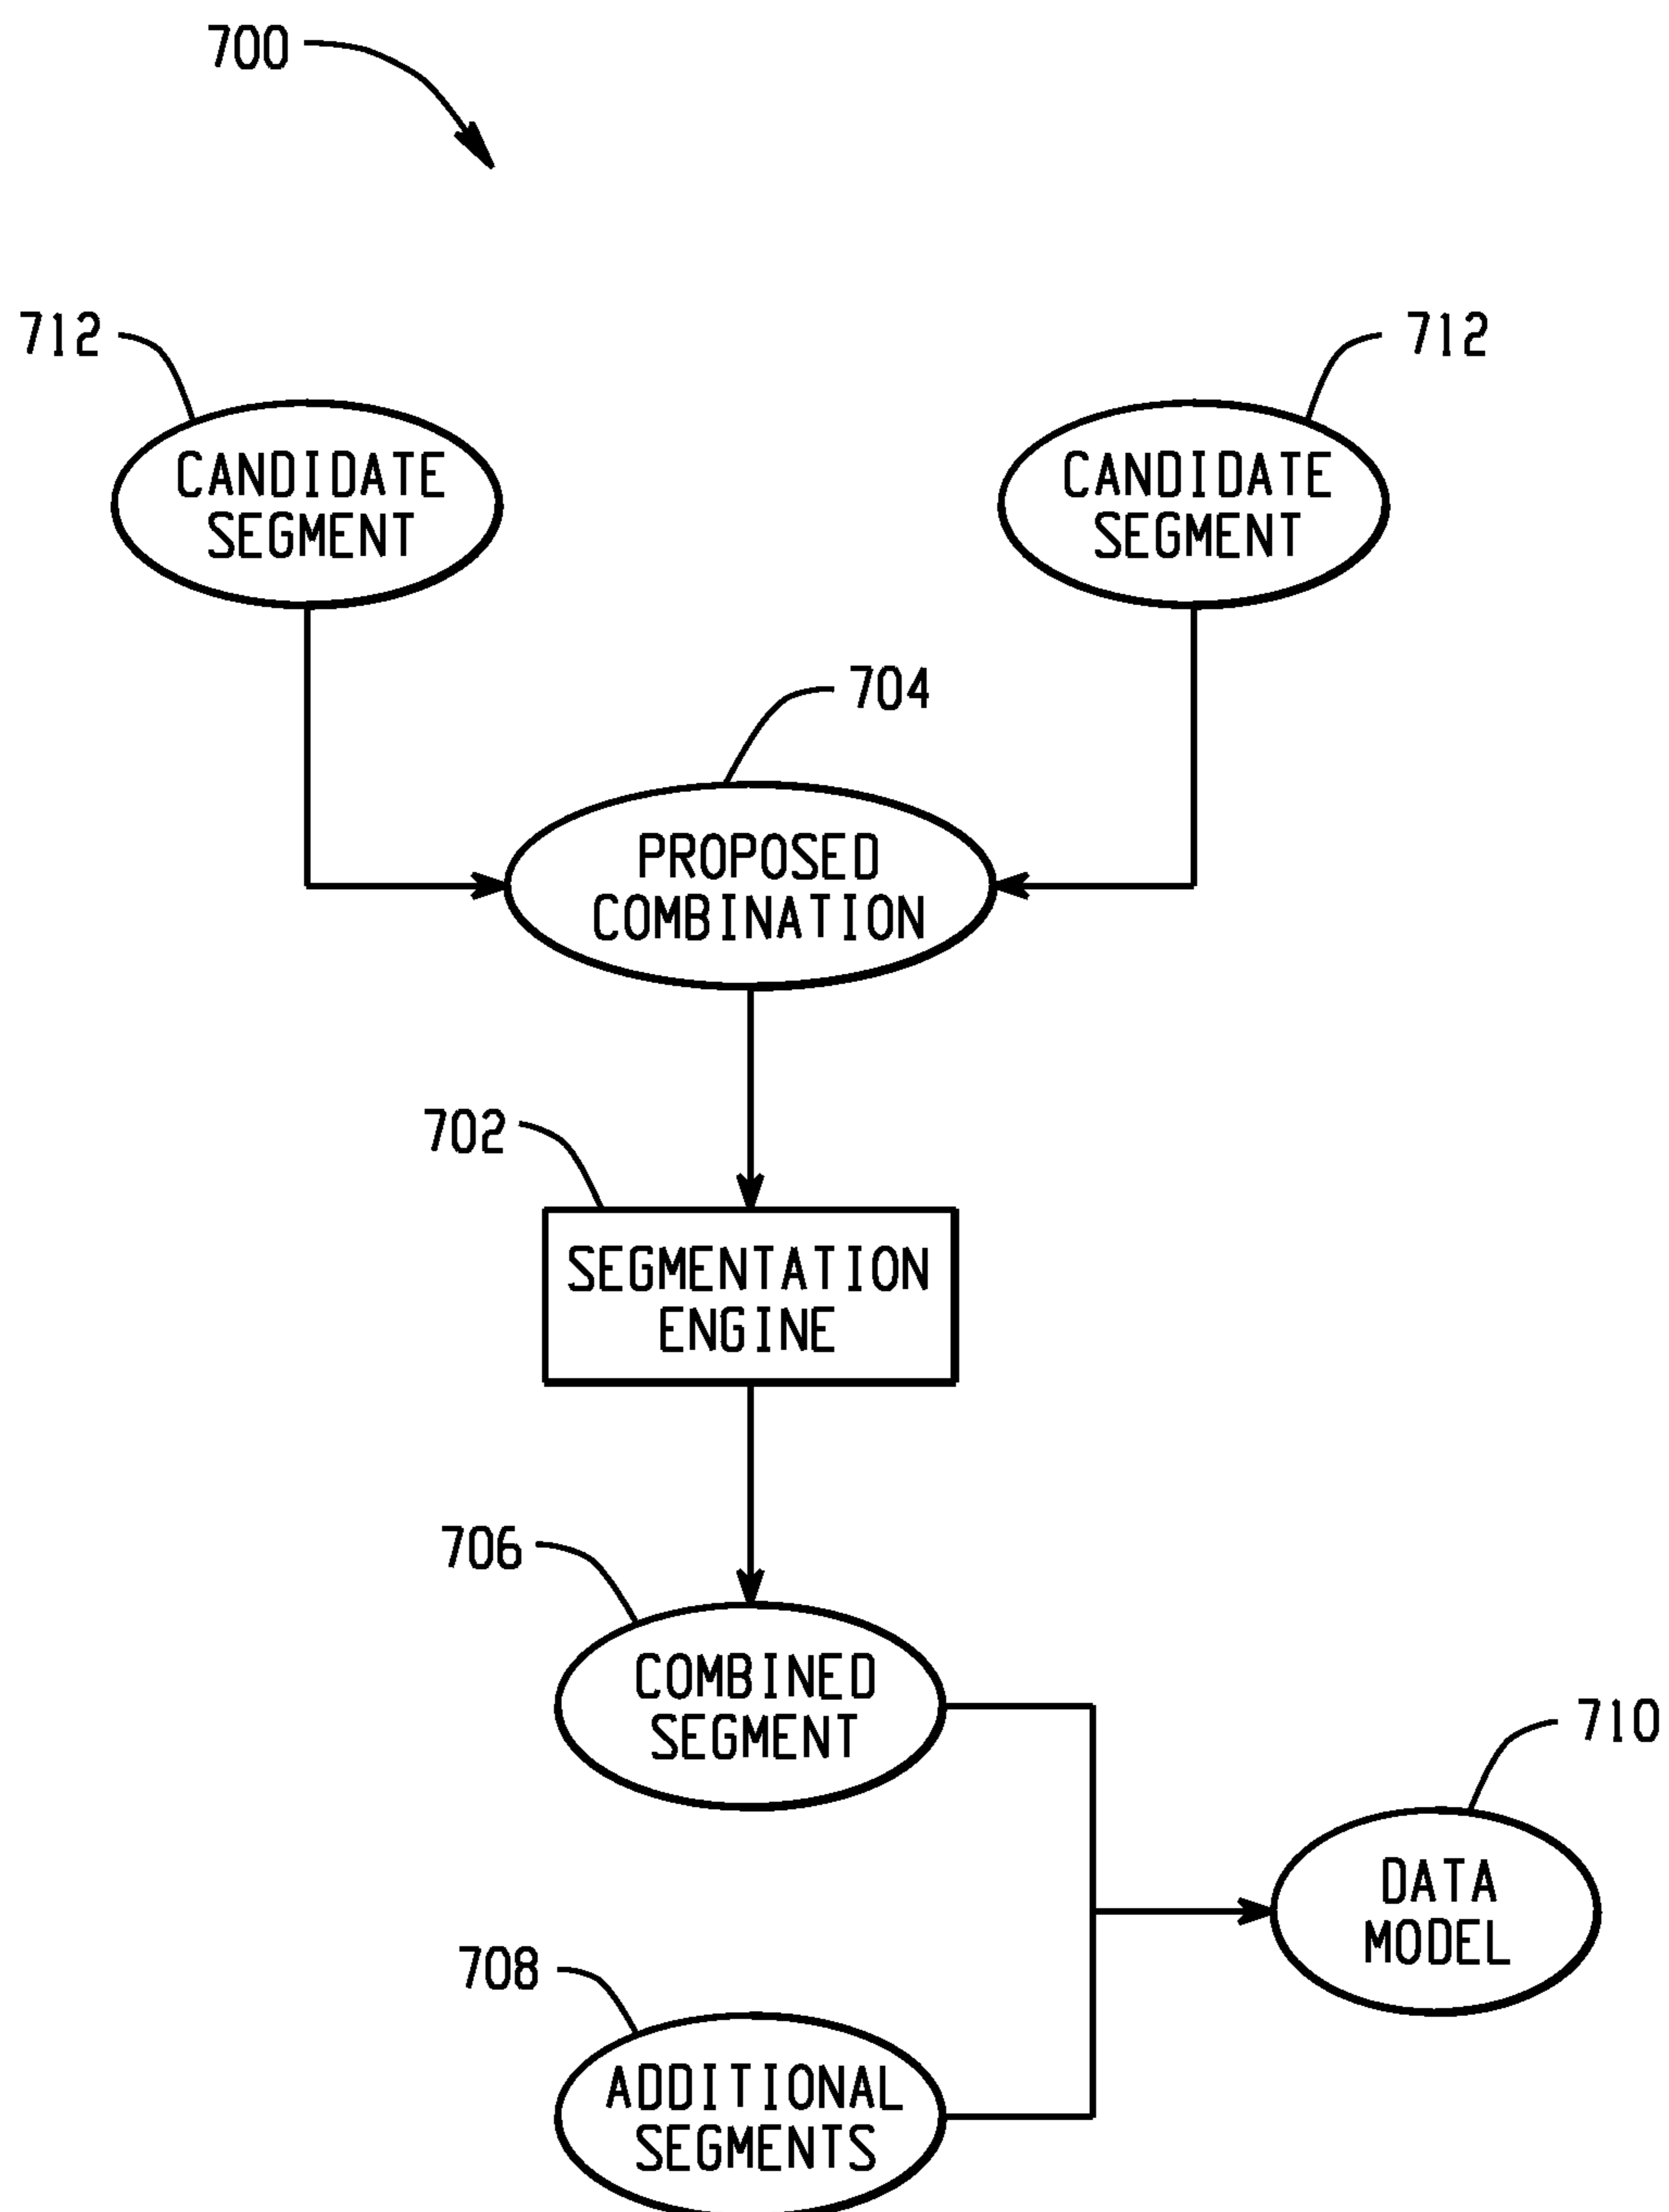 700
712
712
CANDIDATE
SEGMENT
CANDIDATE
SEGMENT
704
PROPOSED
COMBINATION
702
SEGMENTATION
ENGINE
706
COMBINED
SEGMENT
710
DATA
MODEL
708
ADDITIONAL
SEGMENTS